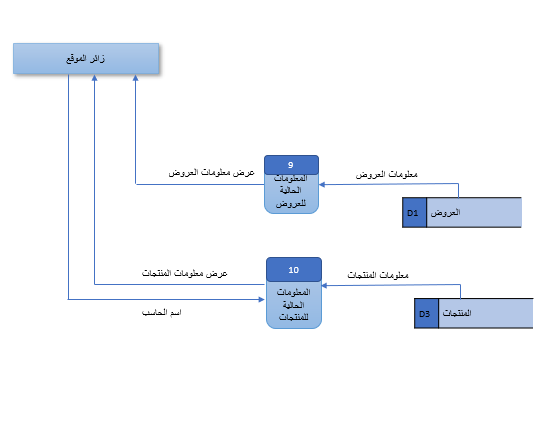 زائر الموقع
9
المعلومات
الحالية
للعروض
عرض معلومات العروض
معلومات العروض
D1
العروض
10
المعلومات
الحالية
للمنتجات
عرض معلومات المنتجات
معلومات المنتجات
اسم الحاسب
D3
المنتجات